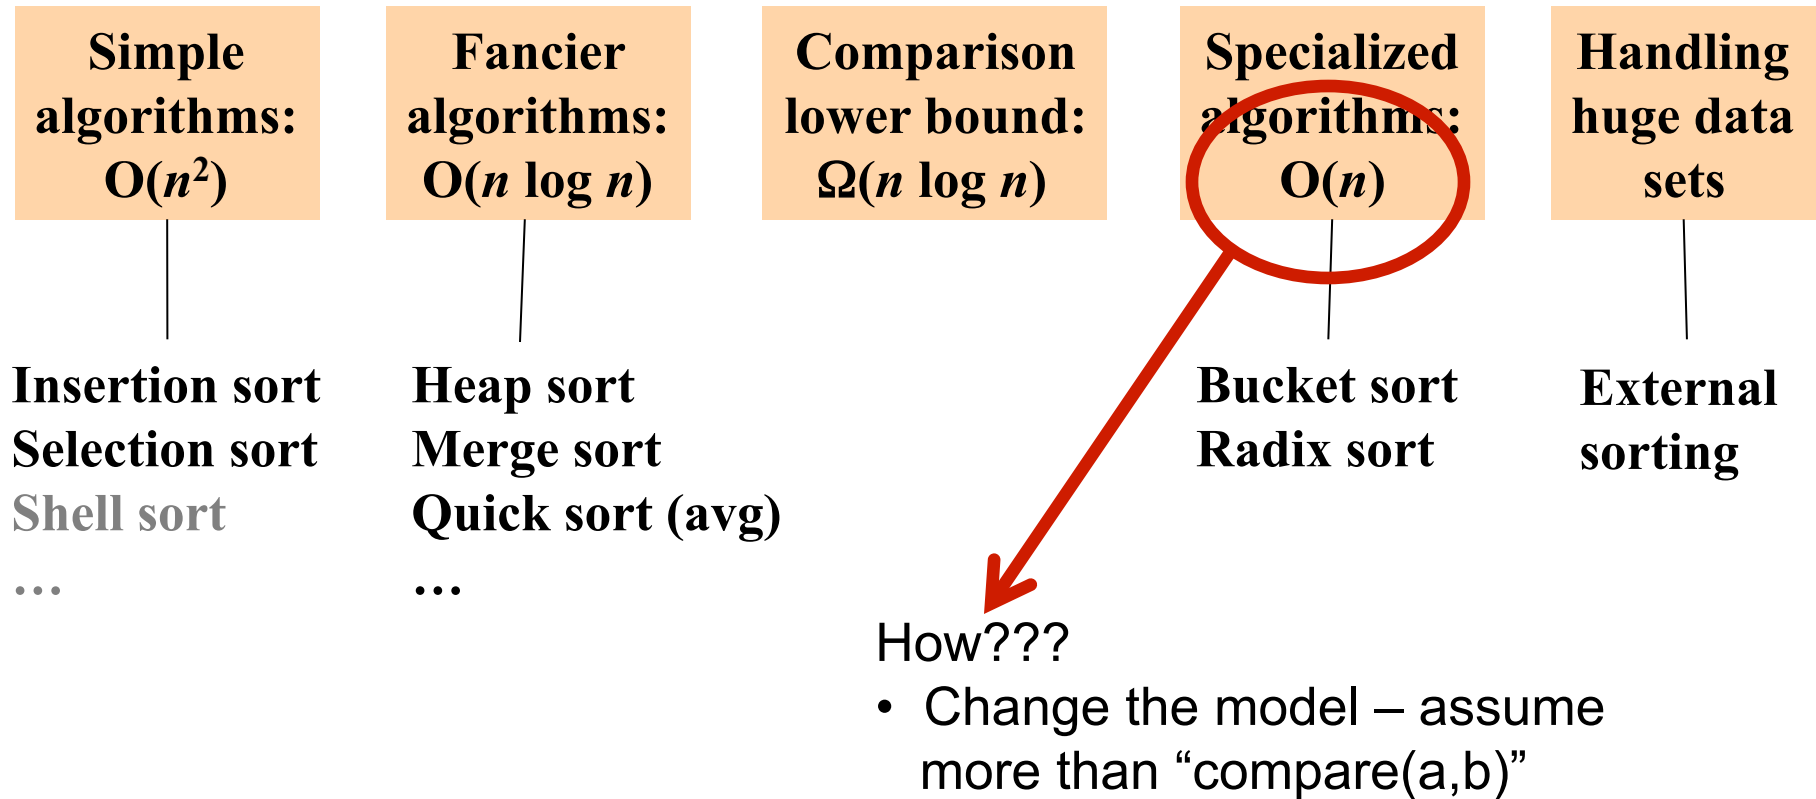 Simple
algorithms:
O(n²)
Fancier
algorithms:
O(n log n)
Comparison
lower bound:
Ω(n log n)
Specialized
algorithms:
O(n)
Handling
huge data
sets
Insertion sort
Selection sort
Shell sort
…
Heap sort
Merge sort
Quick sort (avg)
…
Bucket sort
Radix sort
External
sorting
How???
• Change the model – assume
more than “compare(a,b)”